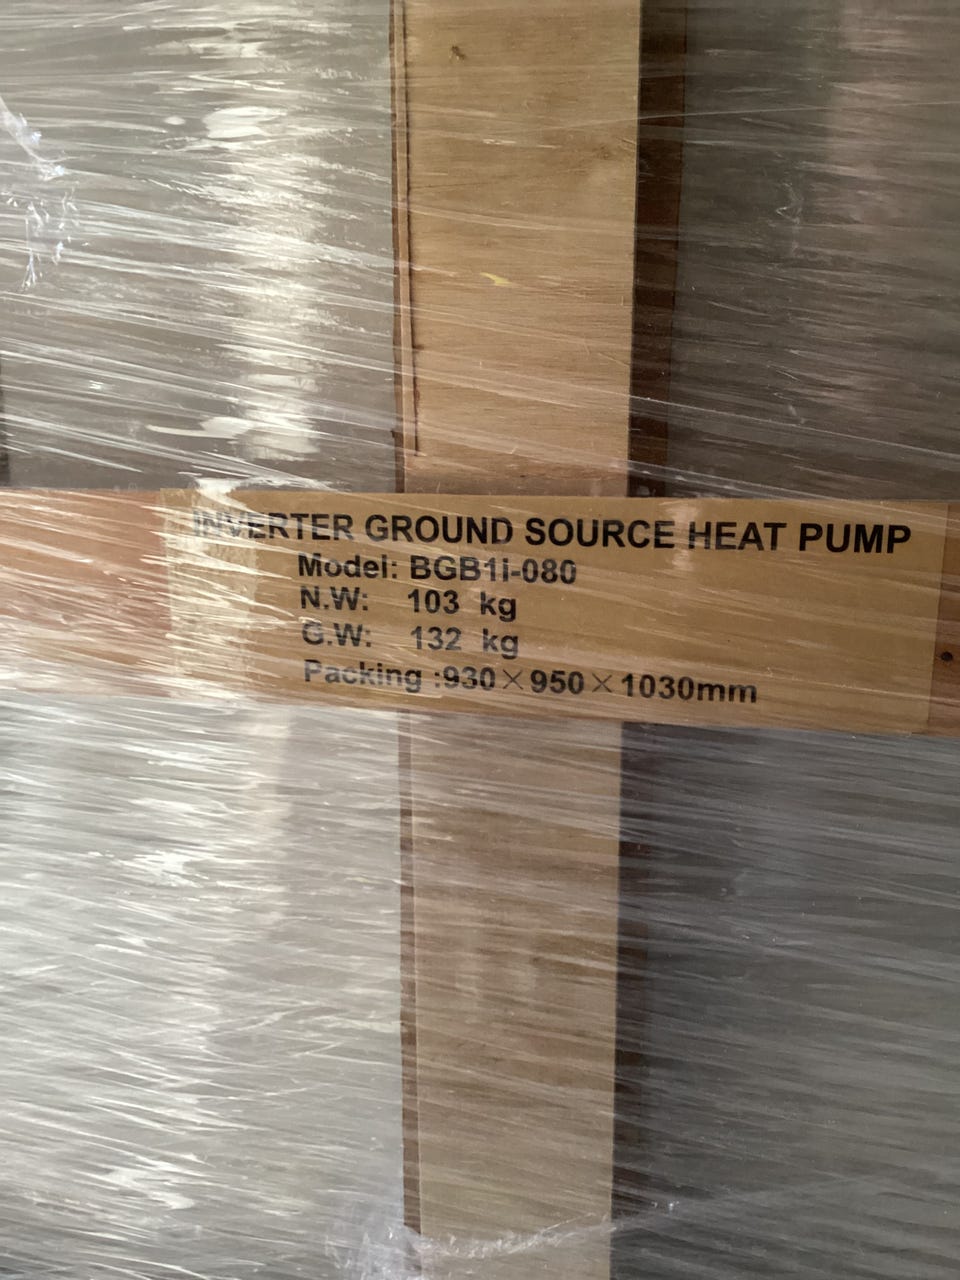 INVERTER GROUND SOURCE HEAT PUMP
Model: BGB1i-080
N.W: 103 kg
G.W: 132 kg
Packing :930×950×1030mm